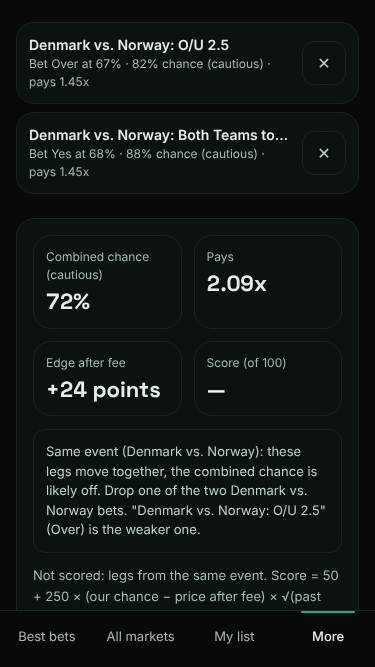 Denmark vs. Norway: O/U 2.5
Bet Over at 67% · 82% chance (cautious) ·
pays 1.45x
✕
Denmark vs. Norway: Both Teams to...
Bet Yes at 68% · 88% chance (cautious) ·
pays 1.45x
✕
Combined chance
(cautious)
72%
Pays
2.09x
Edge after fee
+24 points
Score (of 100)
—
Same event (Denmark vs. Norway): these
legs move together, the combined chance is
likely off. Drop one of the two Denmark vs.
Norway bets. "Denmark vs. Norway: O/U 2.5"
(Over) is the weaker one.
Not scored: legs from the same event. Score = 50
+ 250 × (our chance − price after fee) × √(past
Best bets
All markets
My list
More